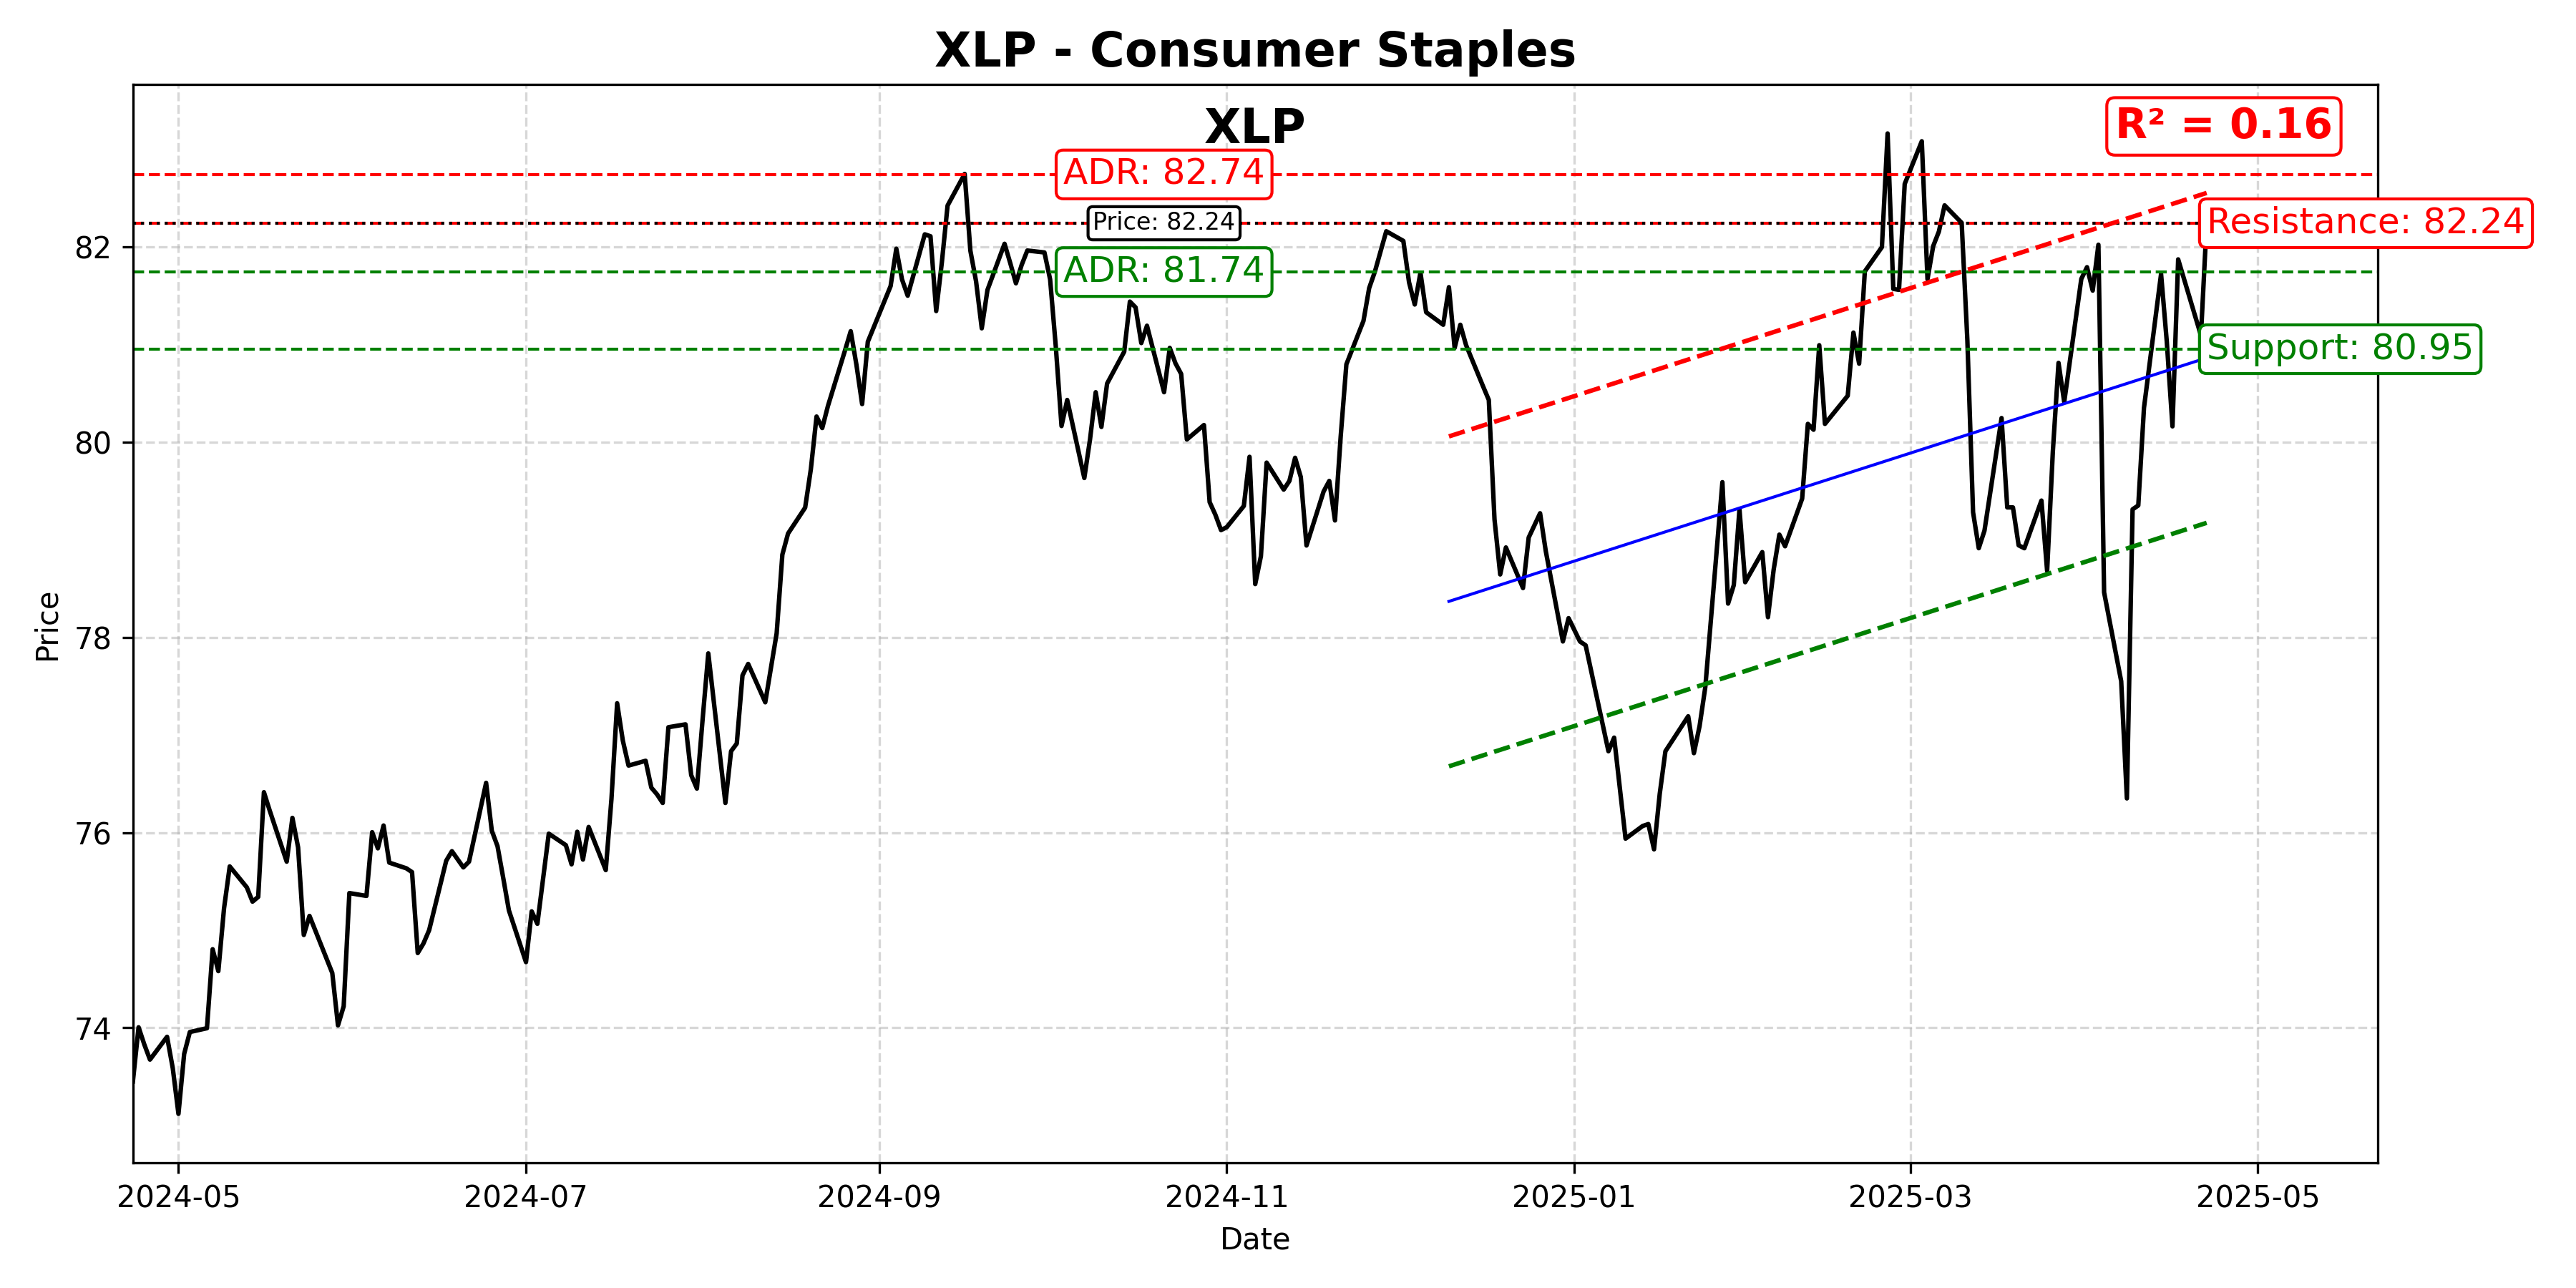 XLP - Consumer Staples
XLP
R² = 0.16
ADR: 82.74
Price: 82.24
Resistance: 82.24
ADR: 81.74
Support: 80.95
82
80
78
76
74
Price
2024-05
2024-07
2024-09
2024-11
2025-01
2025-03
2025-05
Date